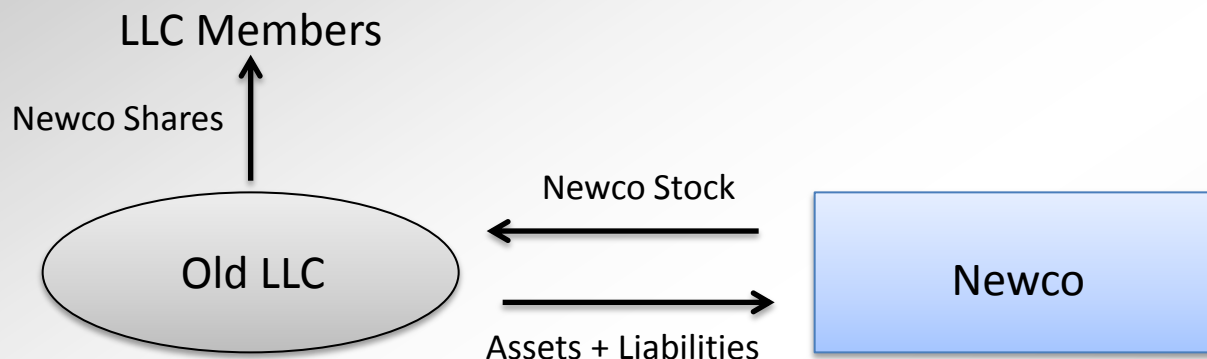 LLC Members
Newco Shares
Newco Stock
Old LLC
Newco
Assets + Liabilities